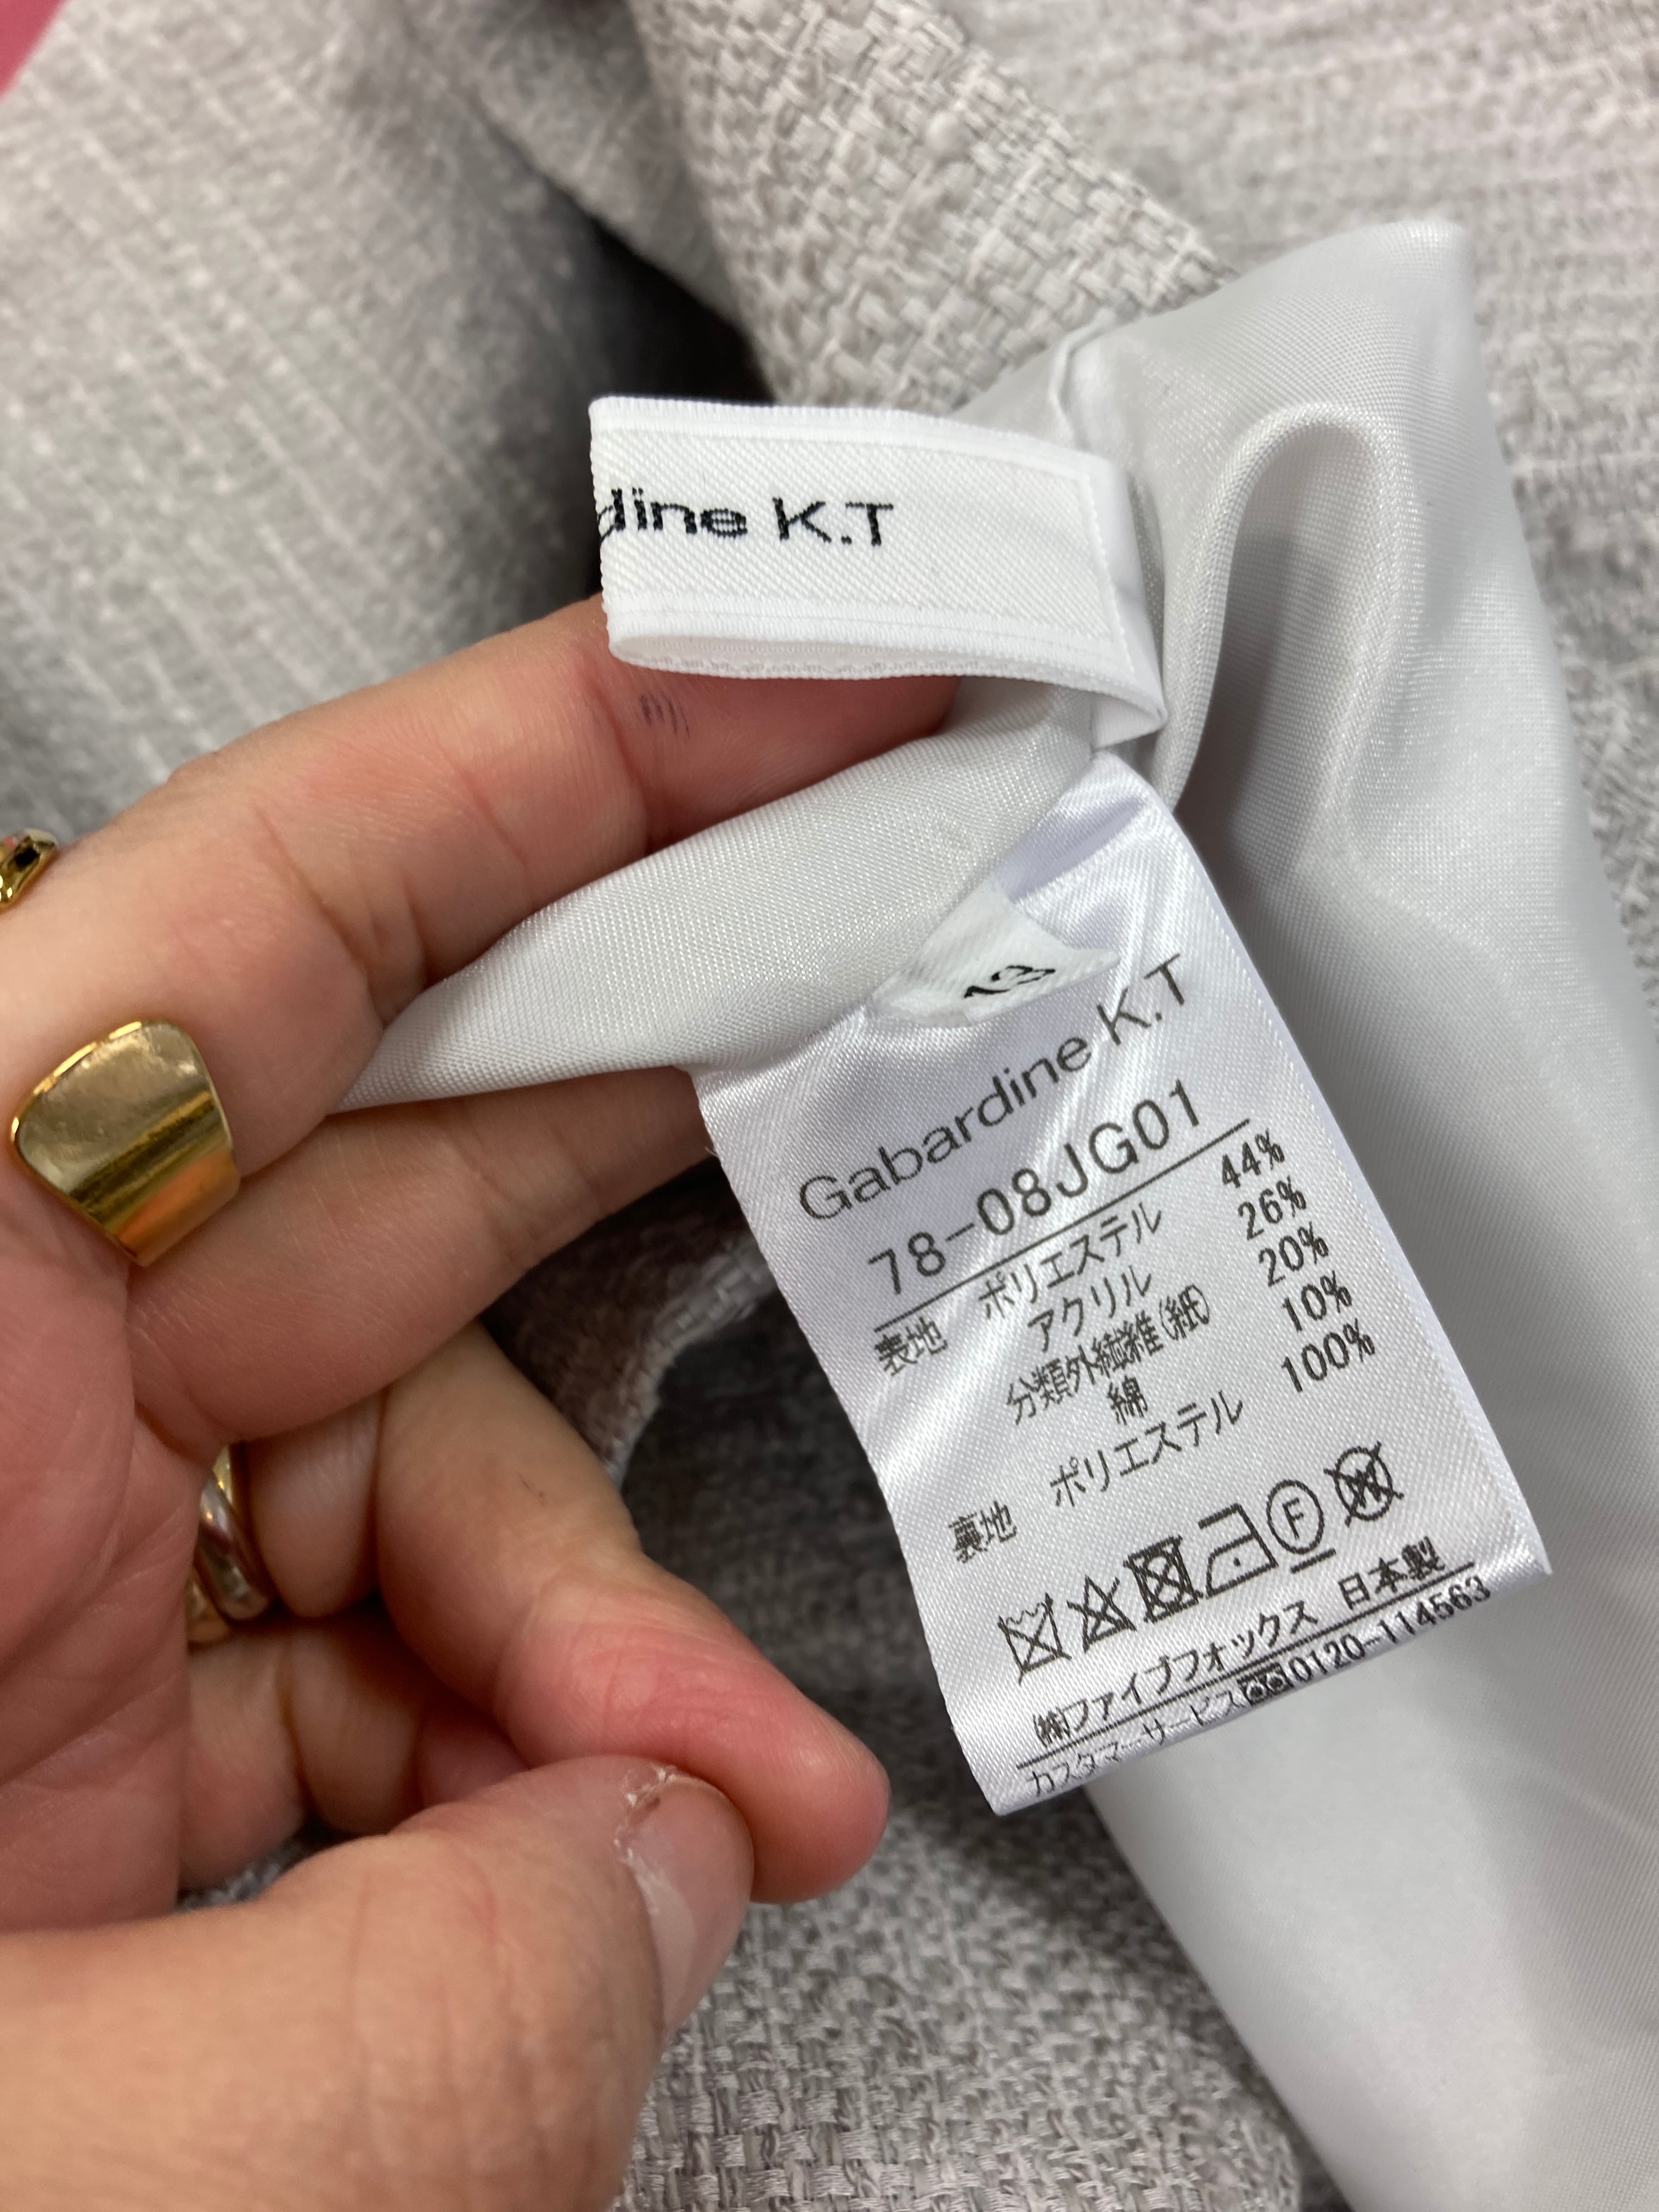 dine K.T
13
Gabardine K.T
78-08JG01
表地 ポリエステル 44%
アクリル 26%
分類外繊維(紙) 20%
綿 10%
裏地 ポリエステル 100%
F
W
(株)ファイブフォックス 日本製
カスタマーサービス 0120-114563